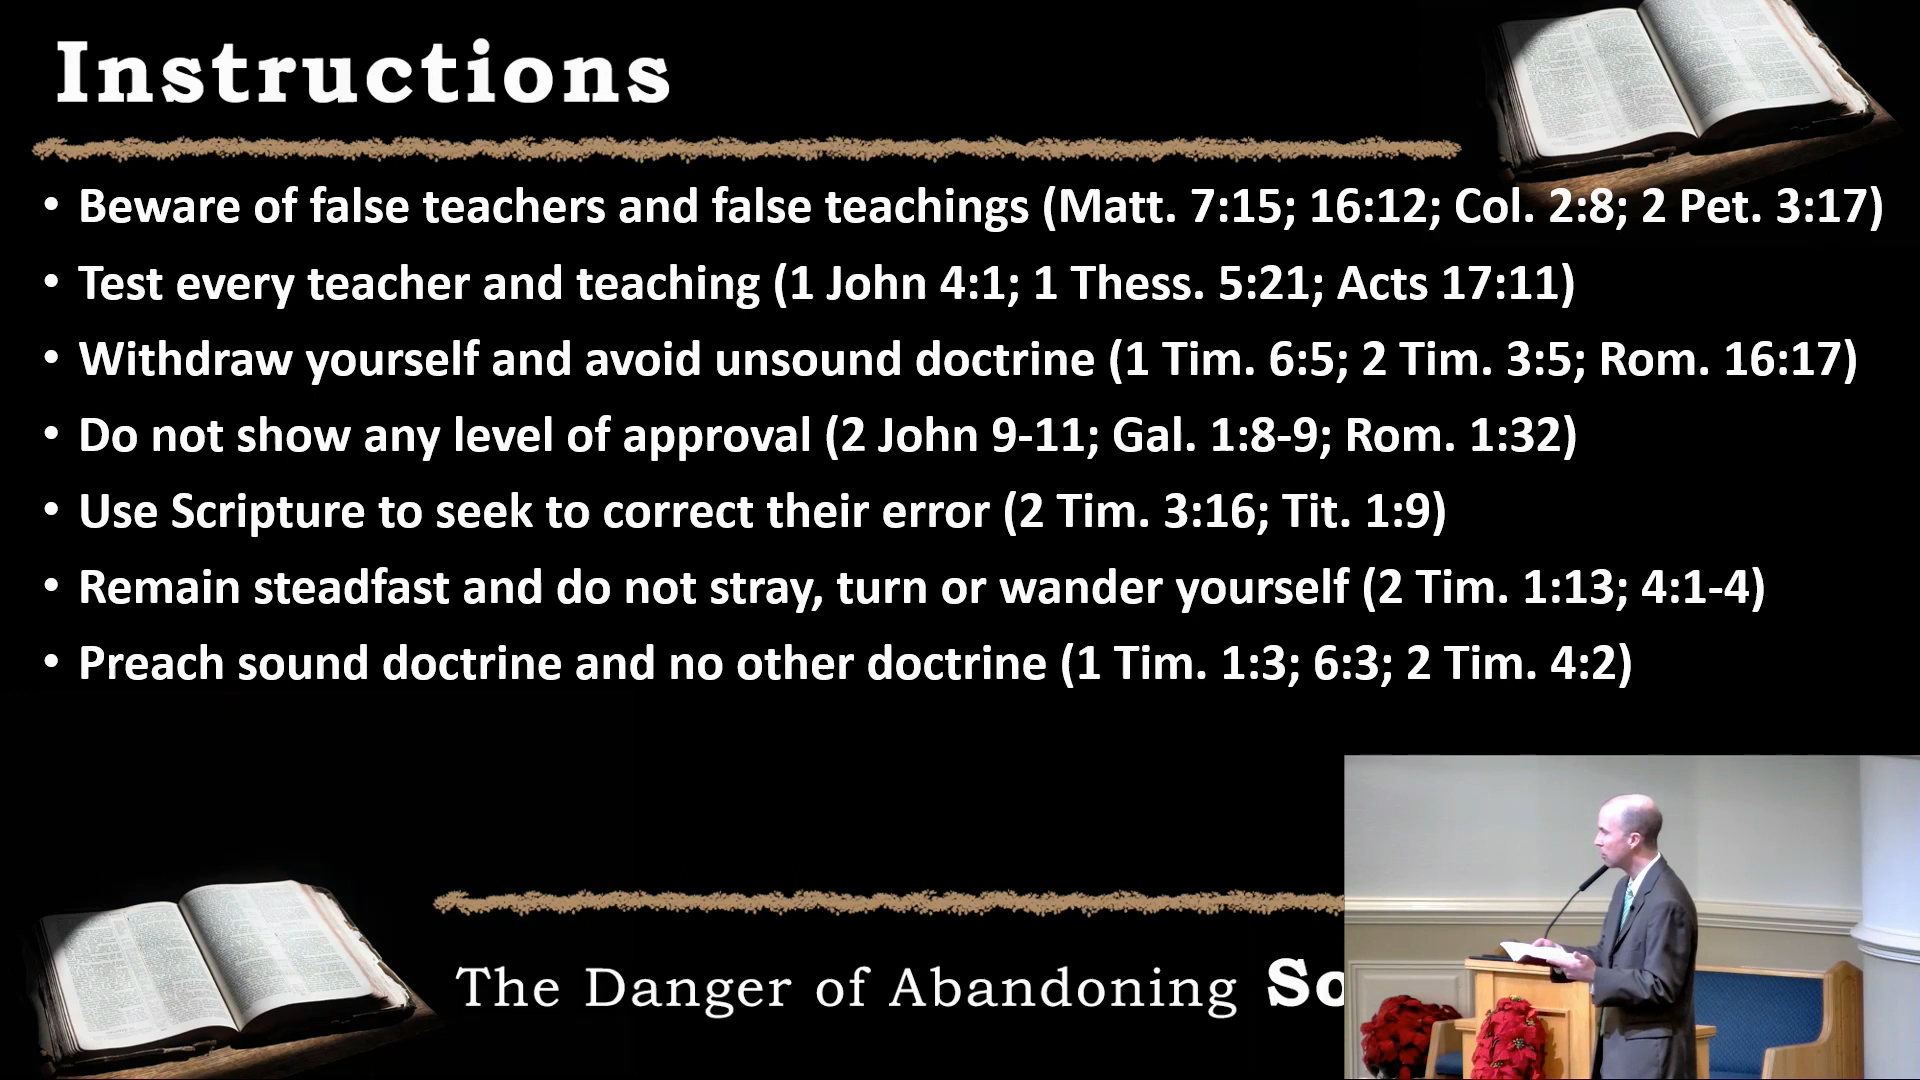 Instructions
• Beware of false teachers and false teachings (Matt. 7:15; 16:12; Col. 2:8; 2 Pet. 3:17)
• Test every teacher and teaching (1 John 4:1; 1 Thess. 5:21; Acts 17:11)
• Withdraw yourself and avoid unsound doctrine (1 Tim. 6:5; 2 Tim. 3:5; Rom. 16:17)
• Do not show any level of approval (2 John 9-11; Gal. 1:8-9; Rom. 1:32)
• Use Scripture to seek to correct their error (2 Tim. 3:16; Tit. 1:9)
• Remain steadfast and do not stray, turn or wander yourself (2 Tim. 1:13; 4:1-4)
• Preach sound doctrine and no other doctrine (1 Tim. 1:3; 6:3; 2 Tim. 4:2)
The Danger of Abandoning So